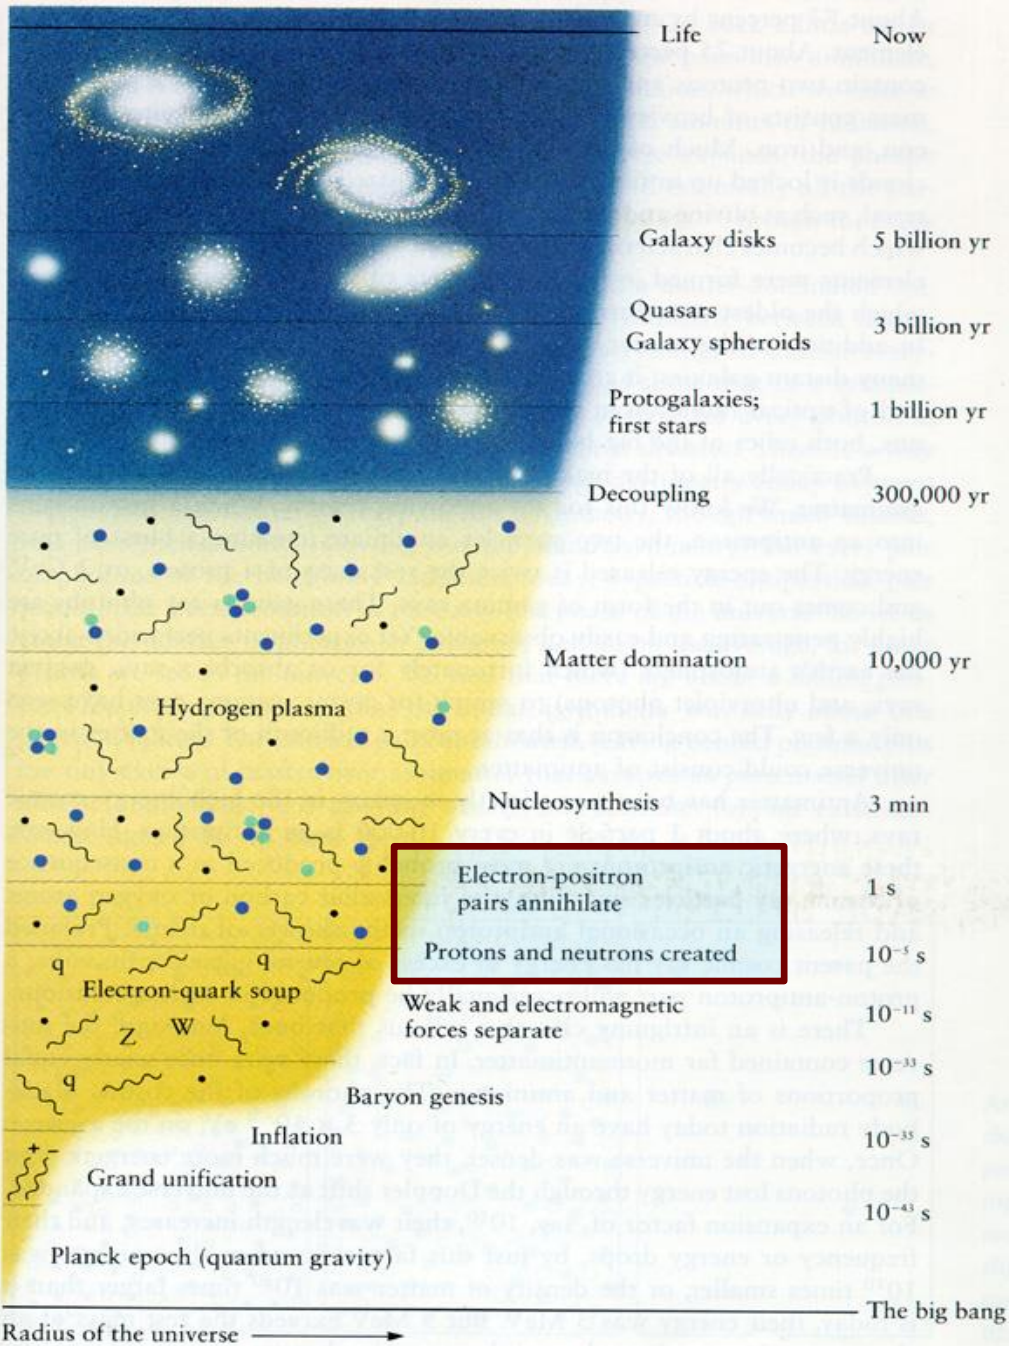 Life Now
Galaxy disks 5 billion yr
Quasars
Galaxy spheroids 3 billion yr
Protogalaxies;
first stars 1 billion yr
Decoupling 300,000 yr
Matter domination 10,000 yr
Hydrogen plasma
Nucleosynthesis 3 min
Electron-positron
pairs annihilate 1 s
Protons and neutrons created 10⁻⁵ s
q q
Electron-quark soup
Weak and electromagnetic
forces separate 10⁻¹¹ s
Z W
10⁻³³ s
q
Baryon genesis
Inflation 10⁻³⁵ s
+ −
Grand unification
10⁻⁴³ s
Planck epoch (quantum gravity)
The big bang
Radius of the universe